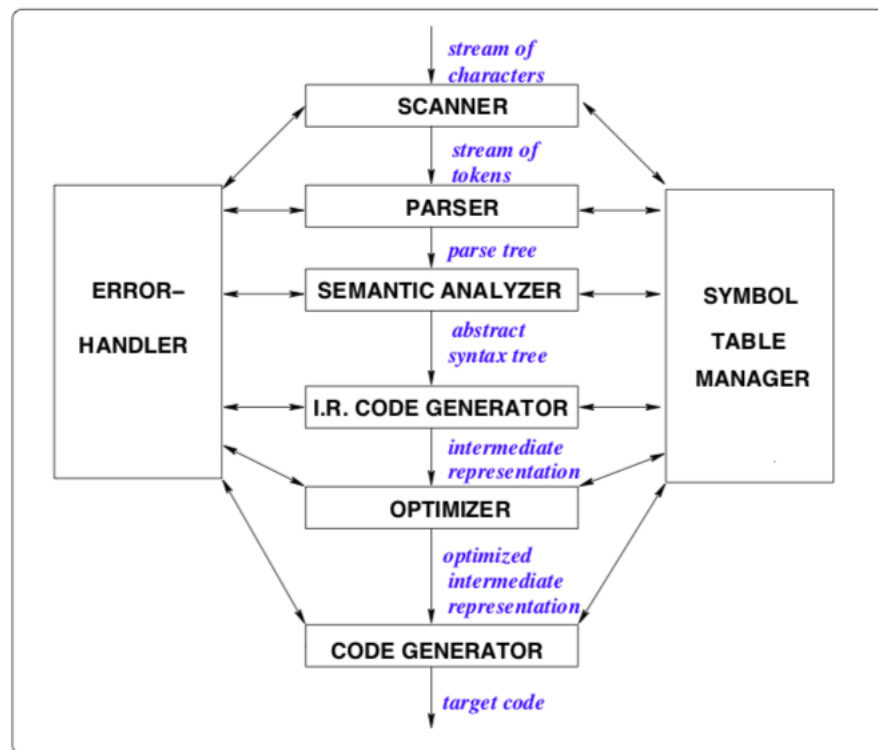 stream of
characters
SCANNER
stream of
tokens
PARSER
parse tree
ERROR–
HANDLER
SEMANTIC ANALYZER
SYMBOL
TABLE
MANAGER
abstract
syntax tree
I.R. CODE GENERATOR
intermediate
representation
OPTIMIZER
optimized
intermediate
representation
CODE GENERATOR
target code